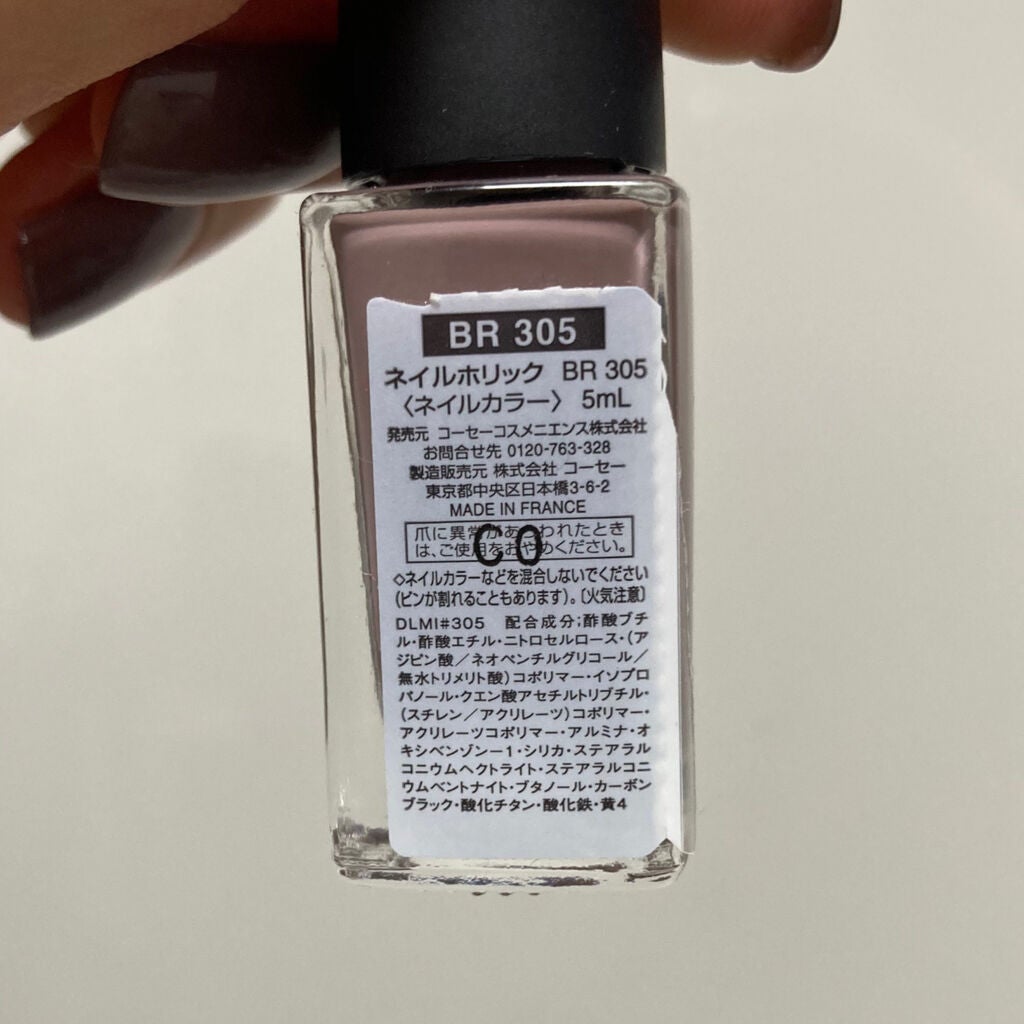 BR 305
ネイルホリック BR 305
〈ネイルカラー〉 5mL
発売元 コーセーコスメニエンス株式会社
お問合せ先 0120-763-328
製造販売元 株式会社 コーセー
東京都中央区日本橋3-6-2
MADE IN FRANCE
爪に異常があらわれたとき
は、ご使用をおやめください。
CO
◇ネイルカラーなどを混合しないでください
(ビンが割れることもあります)。〔火気注意〕
DLMI#305 配合成分;酢酸ブチ
ル・酢酸エチル・ニトロセルロース・(ア
ジピン酸/ネオペンチルグリコール/
無水トリメリト酸)コポリマー・イソプロ
パノール・クエン酸アセチルトリブチル・
(スチレン/アクリレーツ)コポリマー・
アクリレーツコポリマー・アルミナ・オ
キシベンゾン-1・シリカ・ステアラル
コニウムヘクトライト・ステアラルコニ
ウムベントナイト・ブタノール・カーボン
ブラック・酸化チタン・酸化鉄・黄4